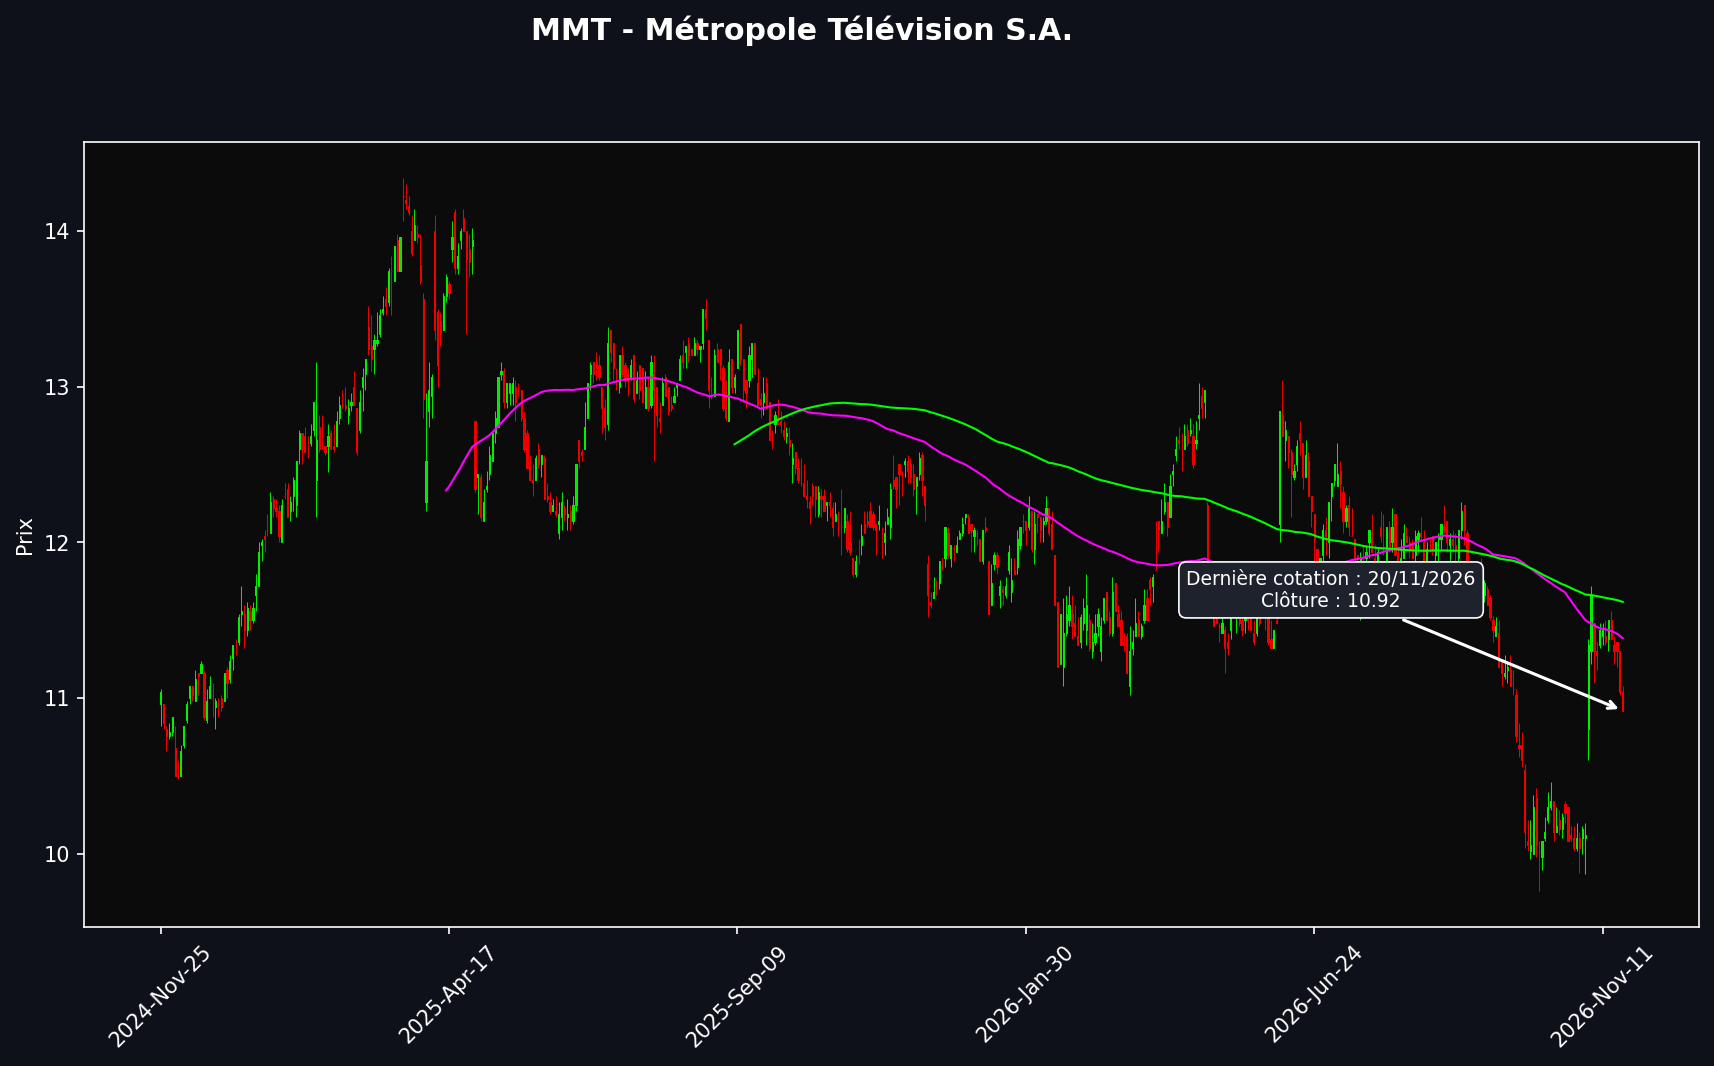 MMT - Métropole Télévision S.A.
Prix
14
13
12
11
10
Dernière cotation : 20/11/2026
Clôture : 10.92
2024-Nov-25
2025-Apr-17
2025-Sep-09
2026-Jan-30
2026-Jun-24
2026-Nov-11